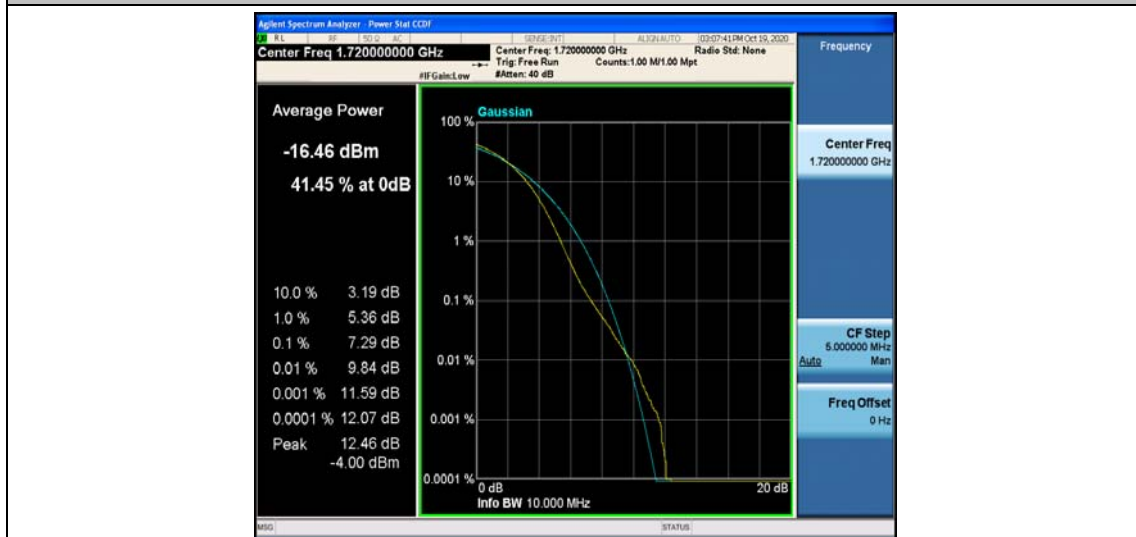 Agilent Spectrum Analyzer - Power Stat CCDF
RL RF 50 Ω AC SENSE:INT ALIGN AUTO 03:07:41 PM Oct 19, 2020
Center Freq 1.720000000 GHz
Center Freq: 1.720000000 GHz Radio Std: None
Trig: Free Run Counts:1.00 M/1.00 Mpt
#IFGain:Low #Atten: 40 dB
Frequency
Average Power
-16.46 dBm
41.45 % at 0dB
10.0 % 3.19 dB
1.0 % 5.36 dB
0.1 % 7.29 dB
0.01 % 9.84 dB
0.001 % 11.59 dB
0.0001 % 12.07 dB
Peak 12.46 dB
-4.00 dBm
Gaussian
100 %
10 %
1 %
0.1 %
0.01 %
0.001 %
0.0001 %
0 dB 20 dB
Info BW 10.000 MHz
Center Freq
1.720000000 GHz
CF Step
5.000000 MHz
Auto Man
Freq Offset
0 Hz
MSG STATUS